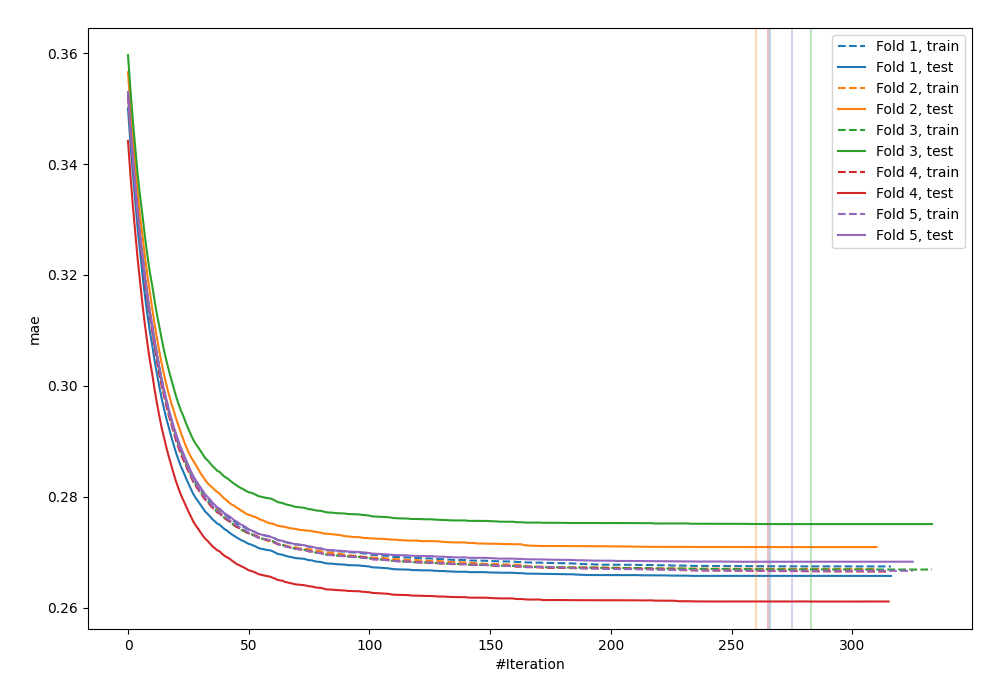 0.36
0.34
0.32
0.30
0.28
0.26
mae
0
50
100
150
200
250
300
#Iteration
Fold 1, train
Fold 1, test
Fold 2, train
Fold 2, test
Fold 3, train
Fold 3, test
Fold 4, train
Fold 4, test
Fold 5, train
Fold 5, test